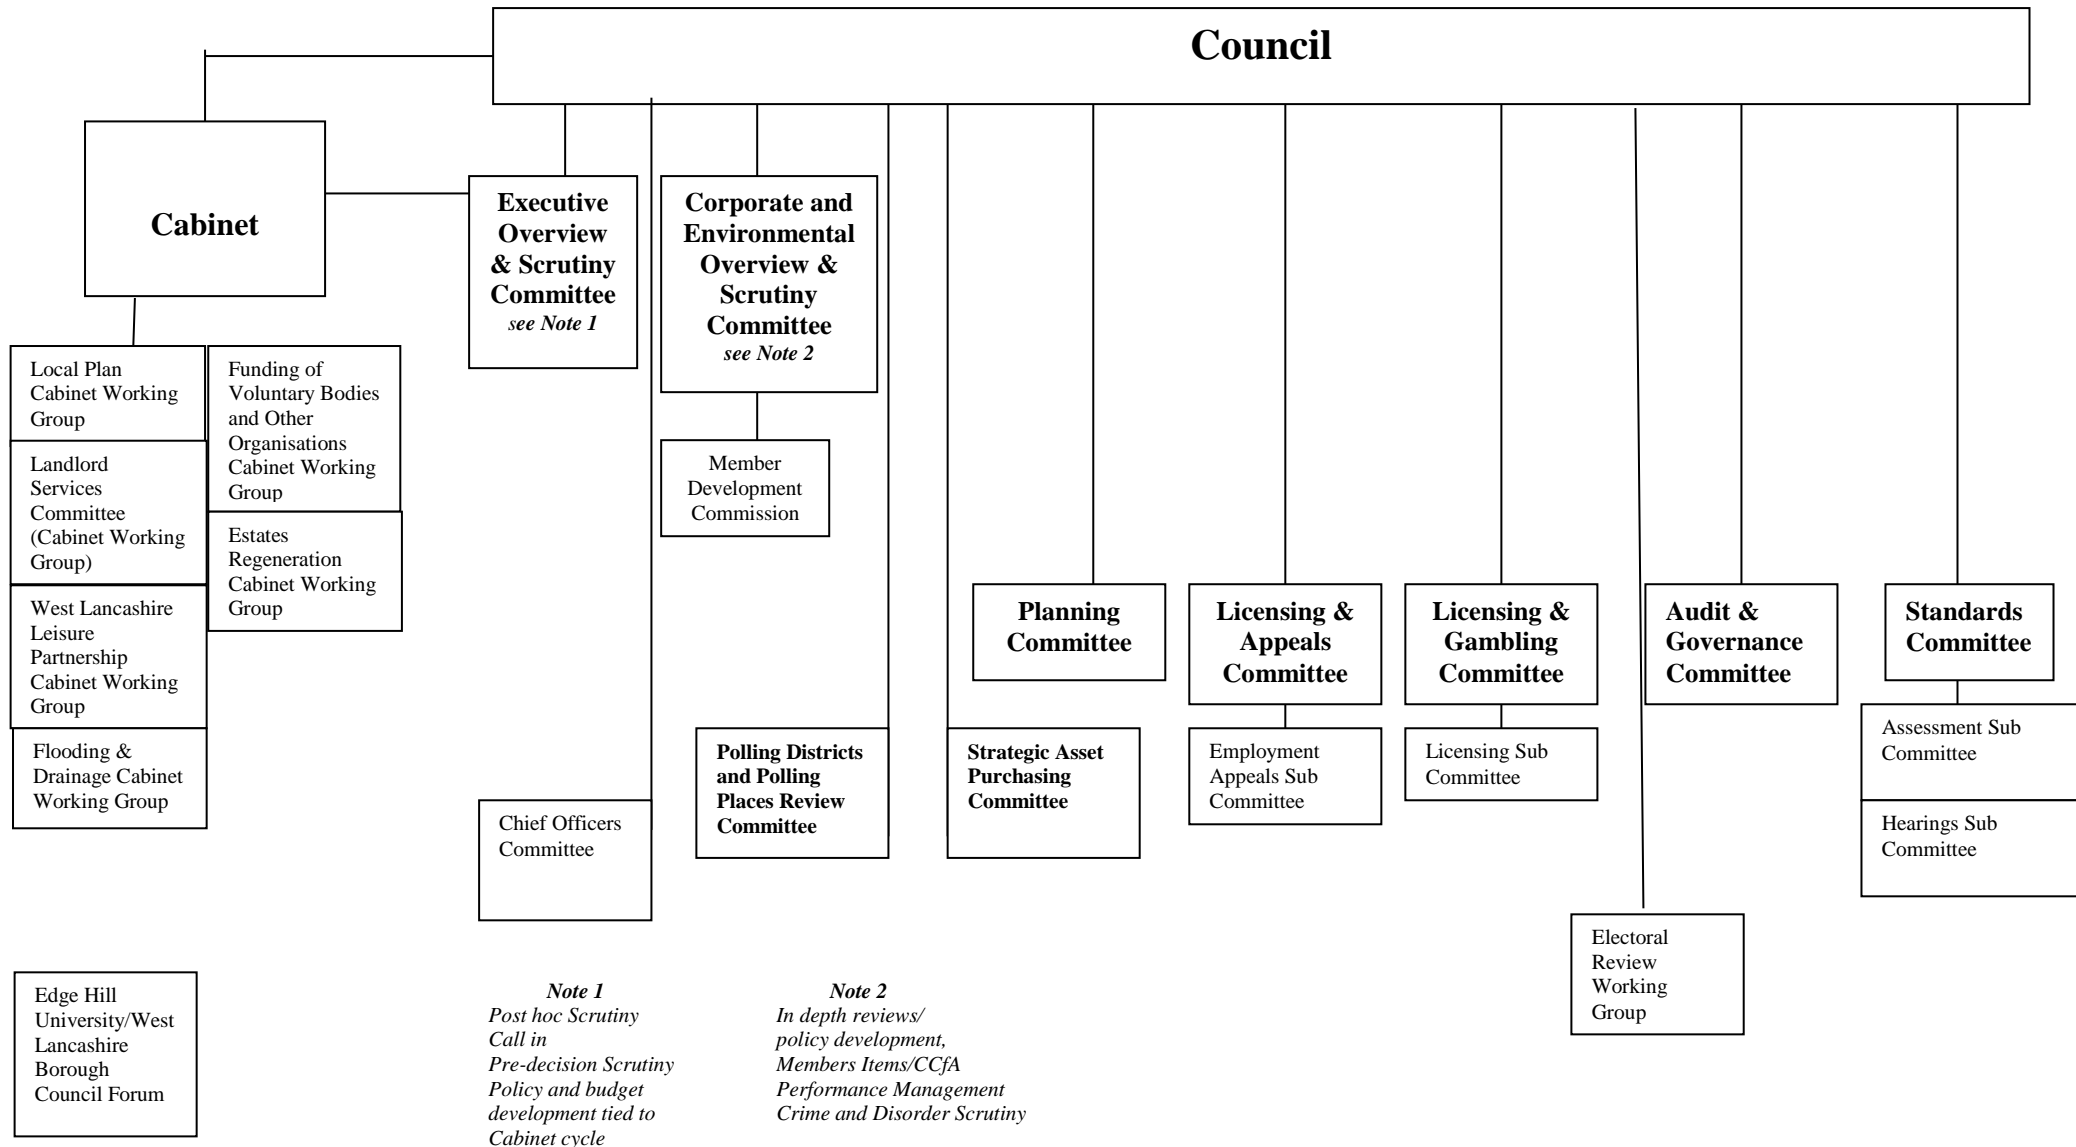 Council
Cabinet
Executive
Overview
& Scrutiny
Committee
see Note 1
Corporate and
Environmental
Overview &
Scrutiny
Committee
see Note 2
Local Plan
Cabinet Working
Group
Funding of
Voluntary Bodies
and Other
Organisations
Cabinet Working
Group
Landlord
Services
Committee
(Cabinet Working
Group)
Estates
Regeneration
Cabinet Working
Group
West Lancashire
Leisure
Partnership
Cabinet Working
Group
Flooding &
Drainage Cabinet
Working Group
Member
Development
Commission
Planning
Committee
Licensing &
Appeals
Committee
Licensing &
Gambling
Committee
Audit &
Governance
Committee
Standards
Committee
Chief Officers
Committee
Polling Districts
and Polling
Places Review
Committee
Strategic Asset
Purchasing
Committee
Employment
Appeals Sub
Committee
Licensing Sub
Committee
Assessment Sub
Committee
Hearings Sub
Committee
Electoral
Review
Working
Group
Edge Hill
University/West
Lancashire
Borough
Council Forum
Note 1
Post hoc Scrutiny
Call in
Pre-decision Scrutiny
Policy and budget
development tied to
Cabinet cycle
Note 2
In depth reviews/
policy development,
Members Items/CCfA
Performance Management
Crime and Disorder Scrutiny